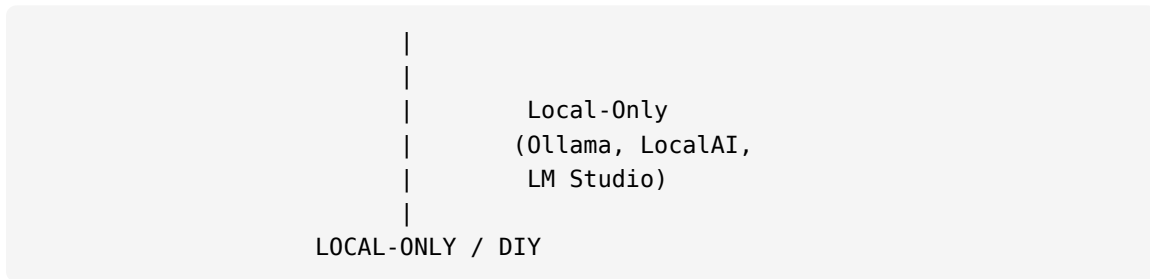 |
|
| Local-Only
| (Ollama, LocalAI,
| LM Studio)
|
LOCAL-ONLY / DIY